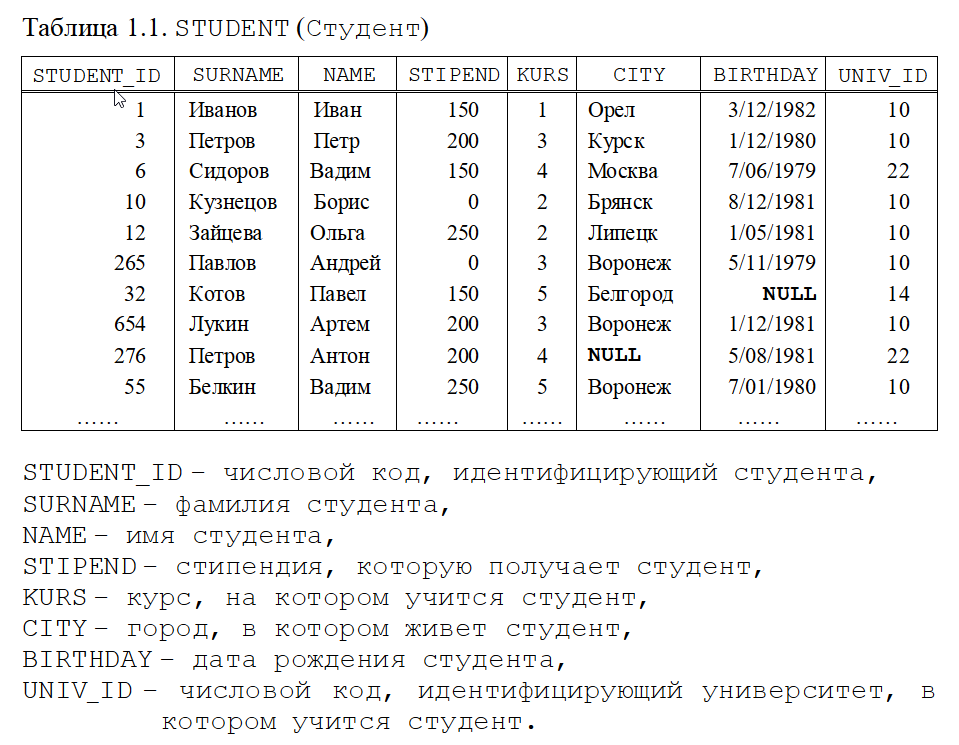 Таблица 1.1. STUDENT (Студент)
STUDENT_ID SURNAME NAME STIPEND KURS CITY BIRTHDAY UNIV_ID
1 Иванов Иван 150 1 Орел 3/12/1982 10
3 Петров Петр 200 3 Курск 1/12/1980 10
6 Сидоров Вадим 150 4 Москва 7/06/1979 22
10 Кузнецов Борис 0 2 Брянск 8/12/1981 10
12 Зайцева Ольга 250 2 Липецк 1/05/1981 10
265 Павлов Андрей 0 3 Воронеж 5/11/1979 10
32 Котов Павел 150 5 Белгород NULL 14
654 Лукин Артем 200 3 Воронеж 1/12/1981 10
276 Петров Антон 200 4 NULL 5/08/1981 22
55 Белкин Вадим 250 5 Воронеж 7/01/1980 10
...... ...... ...... ...... ...... ...... ...... ......
STUDENT_ID – числовой код, идентифицирующий студента,
SURNAME – фамилия студента,
NAME – имя студента,
STIPEND – стипендия, которую получает студент,
KURS – курс, на котором учится студент,
CITY – город, в котором живет студент,
BIRTHDAY – дата рождения студента,
UNIV_ID – числовой код, идентифицирующий университет, в
котором учится студент.